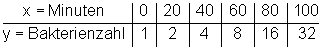 x = Minuten | 0 | 20 | 40 | 60 | 80 | 100
y = Bakterienzahl | 1 | 2 | 4 | 8 | 16 | 32